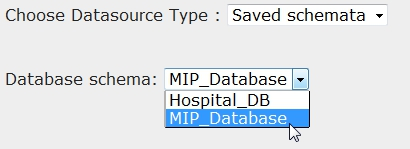 Choose Datasource Type : Saved schemata
Database schema: MIP_Database
Hospital_DB
MIP_Database